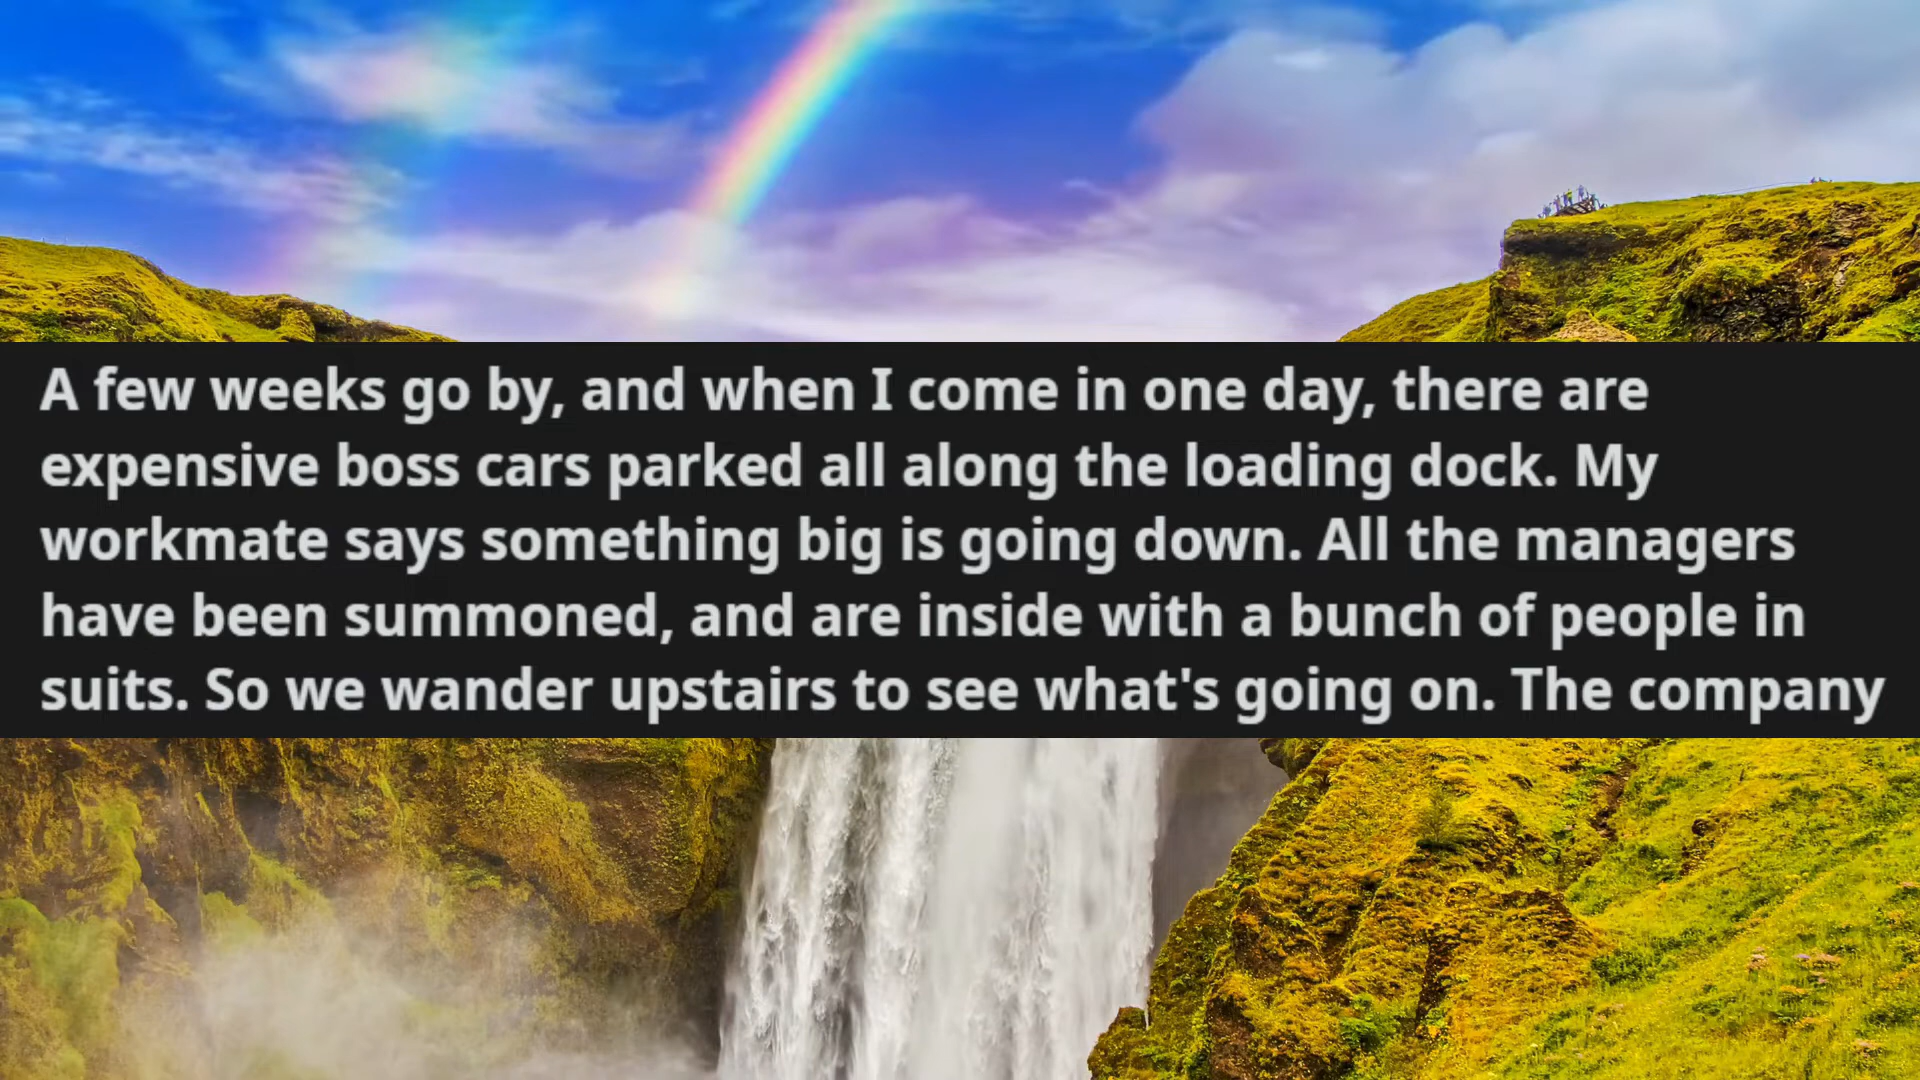 A few weeks go by, and when I come in one day, there are
expensive boss cars parked all along the loading dock. My
workmate says something big is going down. All the managers
have been summoned, and are inside with a bunch of people in
suits. So we wander upstairs to see what's going on. The company